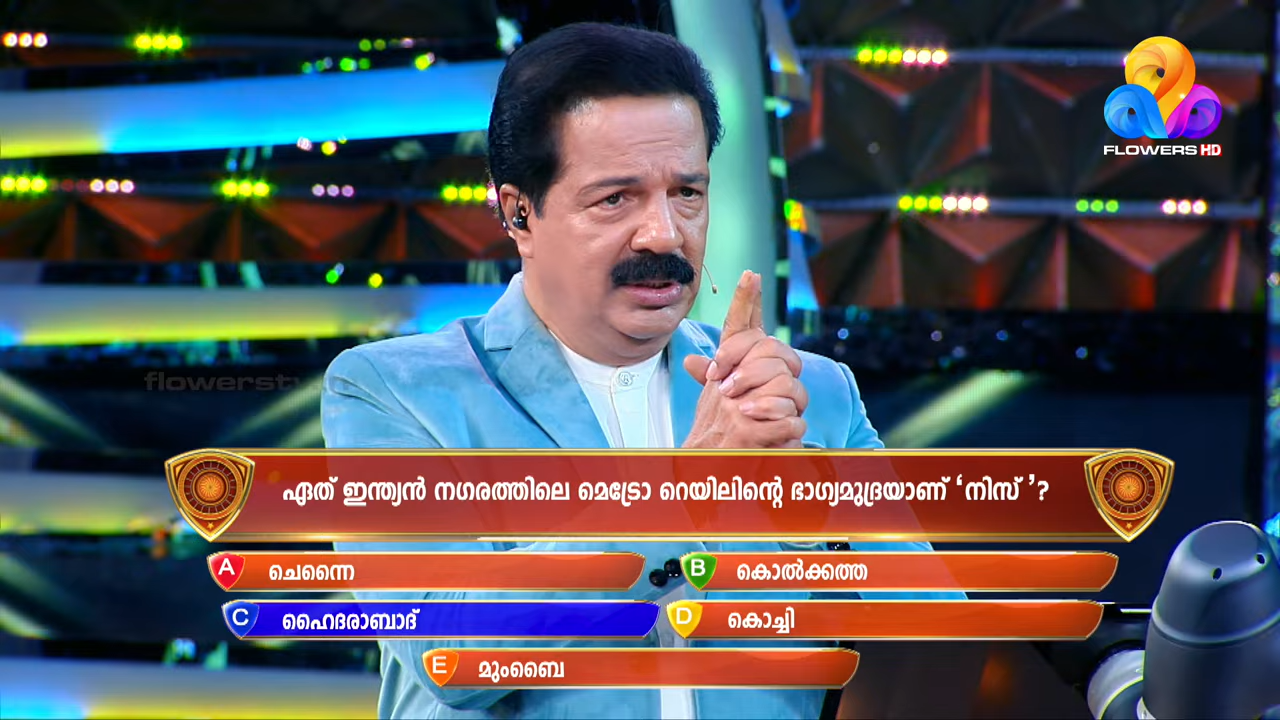 FLOWERS HD
flowerstv
ഏത് ഇന്ത്യൻ നഗരത്തിലെ മെട്രോ റെയിലിന്റെ ഭാഗ്യമുദ്രയാണ് ‘നിസ് ’?
A ചെന്നൈ
B കൊൽക്കത്ത
C ഹൈദരാബാദ്
D കൊച്ചി
E മുംബൈ